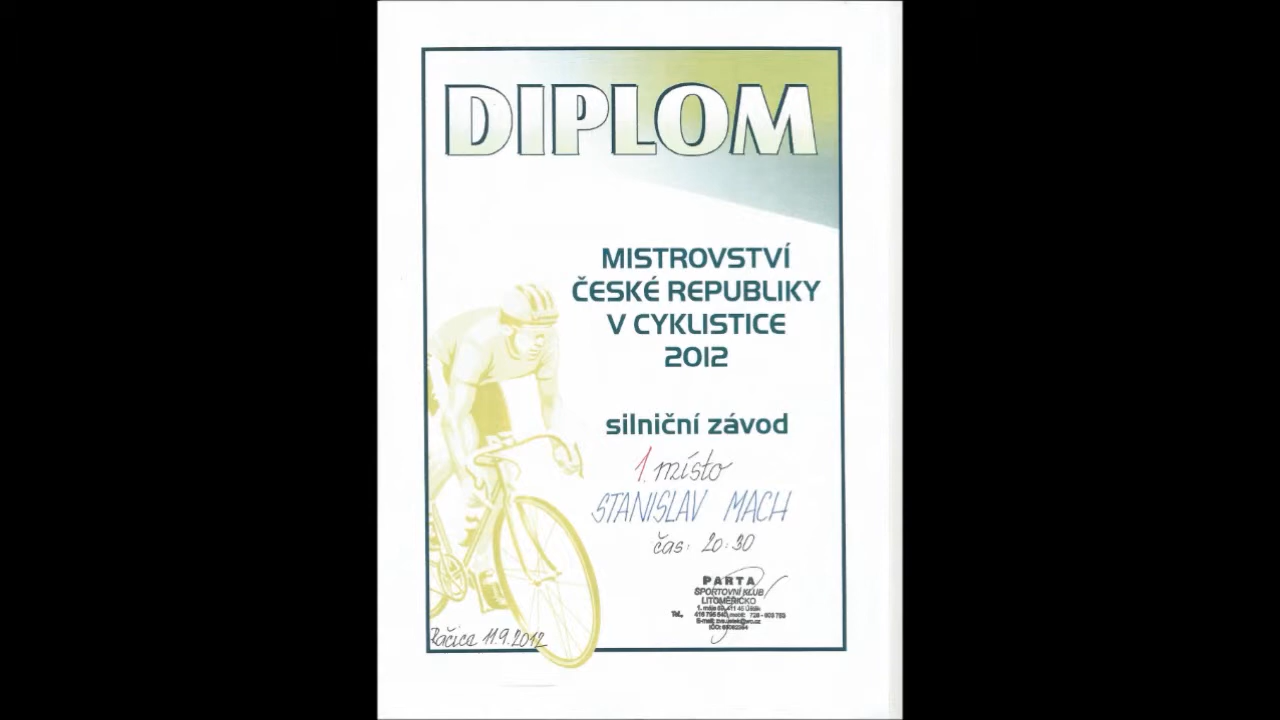 DIPLOM
MISTROVSTVÍ
ČESKÉ REPUBLIKY
V CYKLISTICE
2012
silniční závod
1. místo
STANISLAV MACH
čas: 20:30
PARTA
SPORTOVNÍ KLUB
LITOMĚŘICKO
Račice 11.9.2012